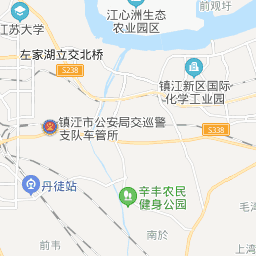 前观圩
江心洲生态
农业园区
江苏大学
左家湖立交北桥
S238
镇江新区国际
化学工业园
镇江市公安局交巡警
支队车管所
S338
S238
丹徒站
辛丰农民
健身公园
毛
前韦
南於
上湾